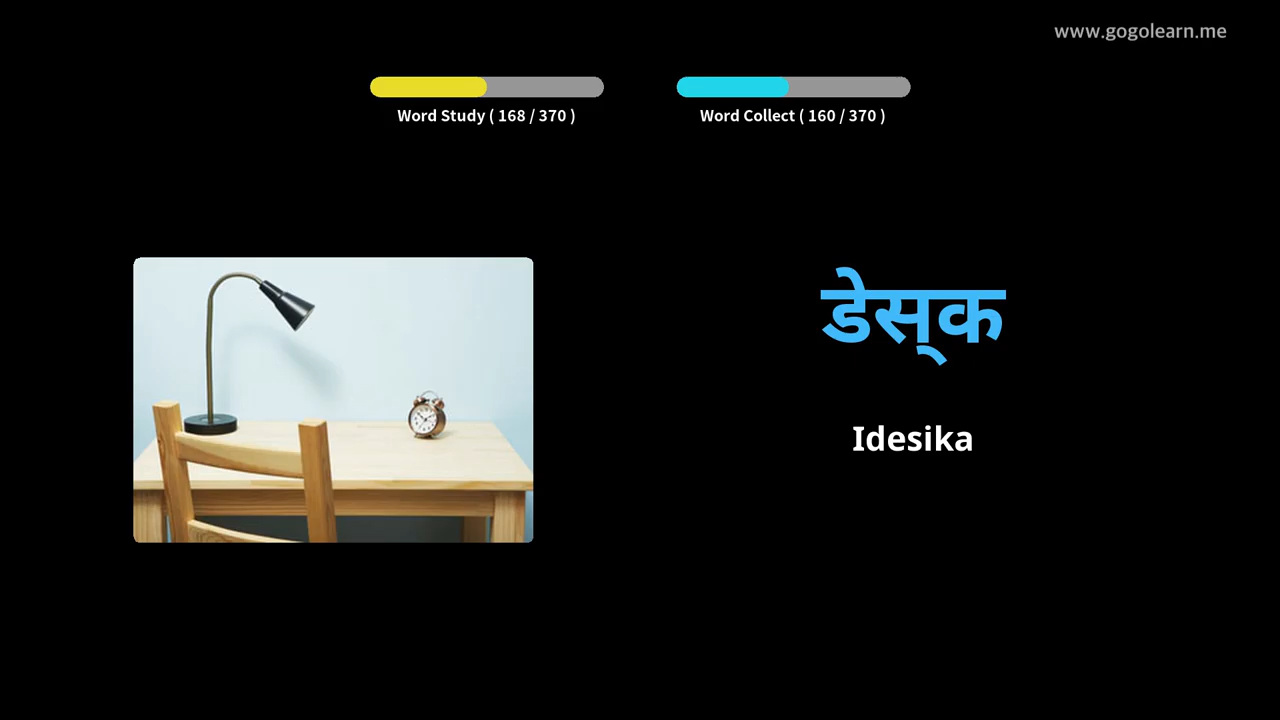 www.gogolearn.me
Word Study ( 168 / 370 )
Word Collect ( 160 / 370 )
डेस्‌क
Idesika